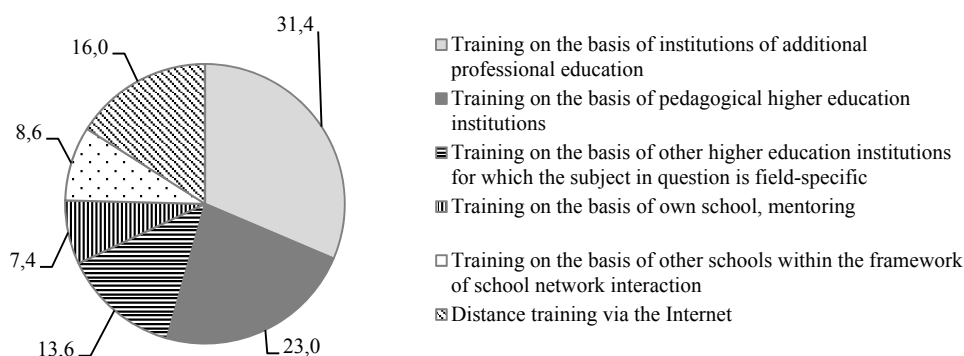 31,4
16,0
8,6
7,4
13,6
23,0
Training on the basis of institutions of additional
professional education
Training on the basis of pedagogical higher education
institutions
Training on the basis of other higher education institutions
for which the subject in question is field-specific
Training on the basis of own school, mentoring
Training on the basis of other schools within the framework
of school network interaction
Distance training via the Internet